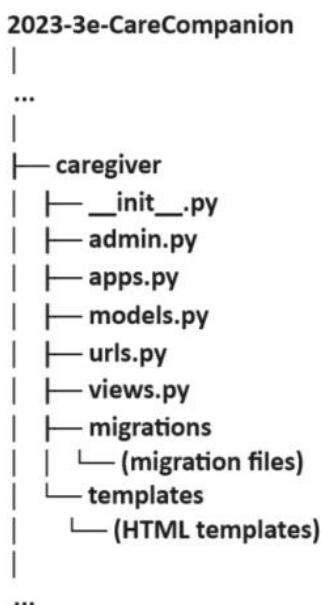 2023-3e-CareCompanion
...
caregiver
__init__.py
admin.py
apps.py
models.py
urls.py
views.py
migrations
(migration files)
templates
(HTML templates)
...